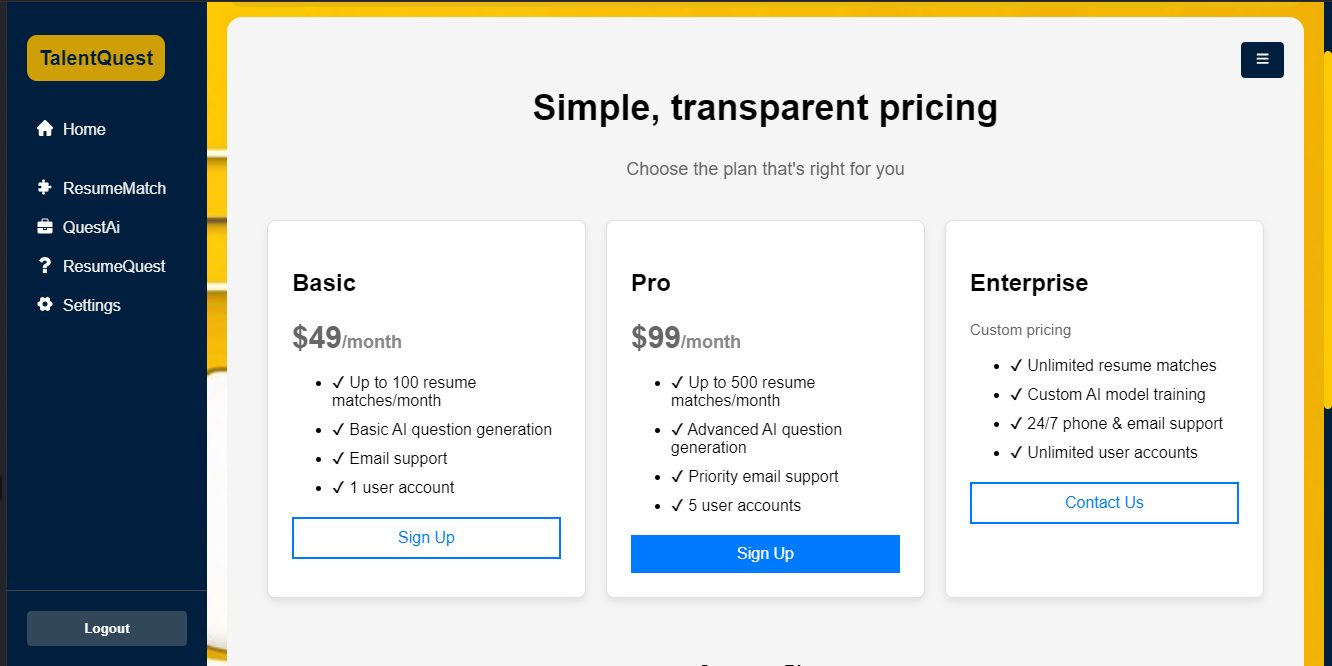 TalentQuest
Home
ResumeMatch
QuestAi
ResumeQuest
Settings
Logout
Simple, transparent pricing
Choose the plan that's right for you
Basic
$49/month
• ✓ Up to 100 resume
matches/month
• ✓ Basic AI question generation
• ✓ Email support
• ✓ 1 user account
Sign Up
Pro
$99/month
• ✓ Up to 500 resume
matches/month
• ✓ Advanced AI question
generation
• ✓ Priority email support
• ✓ 5 user accounts
Sign Up
Enterprise
Custom pricing
• ✓ Unlimited resume matches
• ✓ Custom AI model training
• ✓ 24/7 phone & email support
• ✓ Unlimited user accounts
Contact Us